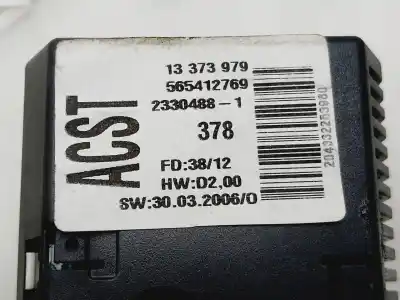 ACST
13 373 979
565412769
2330488-1
378
FD:38/12
HW:D2,00
SW:30.03.2006/0